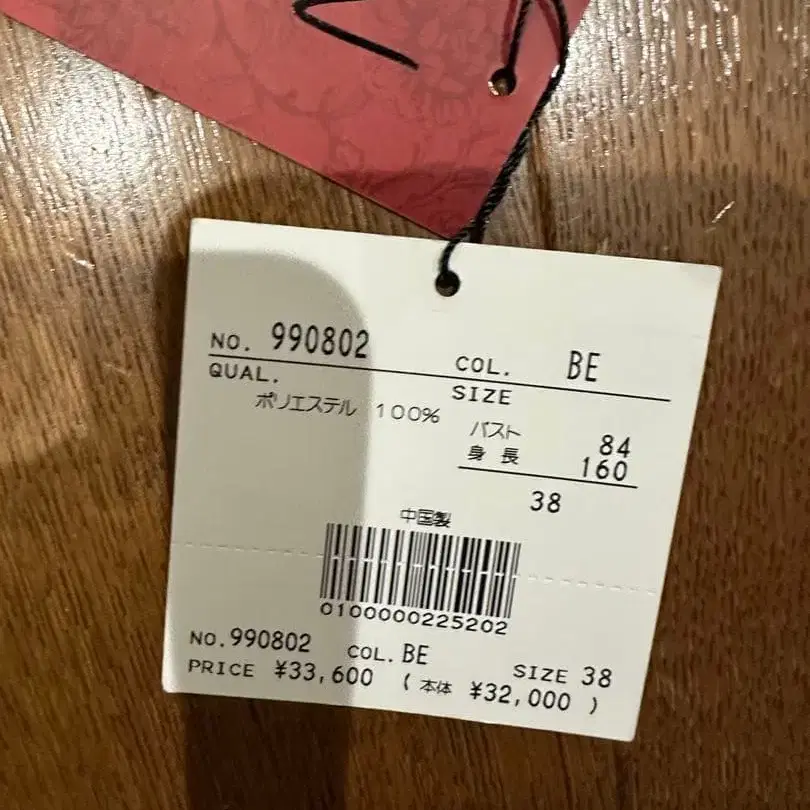 NO. 990802 COL. BE
QUAL. SIZE
ポリエステル 100% バスト 84
身長 160
38
中国製
0100000225202
NO.990802 COL.BE SIZE 38
PRICE ¥33,600 ( 本体 ¥32,000 )